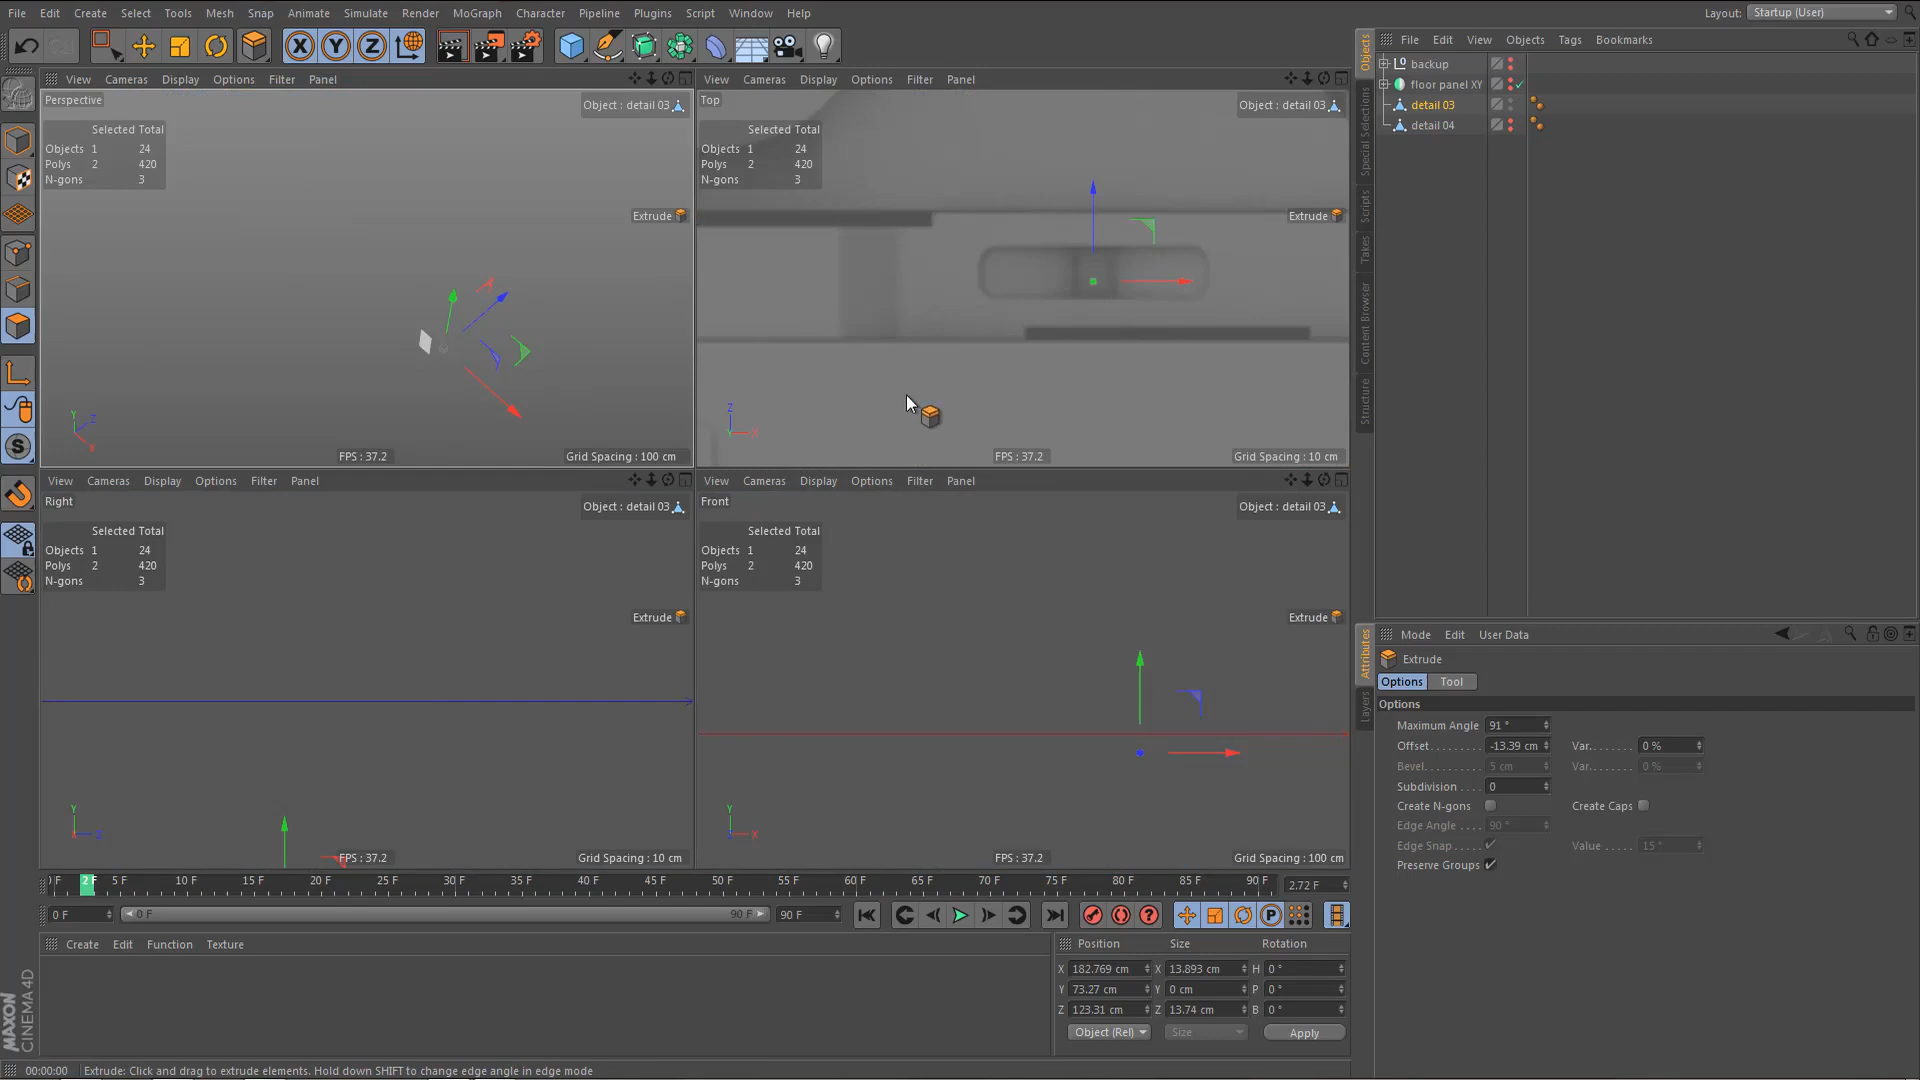 File Edit Create Select Tools Mesh Snap Animate Simulate Render MoGraph Character Pipeline Plugins Script Window Help Layout: Startup (User)
X Y Z
View Cameras Display Options Filter Panel
Perspective Object : detail 03
Selected Total
Objects 1 24
Polys 2 420
N-gons 3
Extrude
Y Z X
FPS : 37.2 Grid Spacing : 100 cm
View Cameras Display Options Filter Panel
Top Object : detail 03
Selected Total
Objects 1 24
Polys 2 420
N-gons 3
Extrude
Z Y X
FPS : 37.2 Grid Spacing : 10 cm
View Cameras Display Options Filter Panel
Right Object : detail 03
Selected Total
Objects 1 24
Polys 2 420
N-gons 3
Extrude
Y X Z
FPS : 37.2 Grid Spacing : 10 cm
View Cameras Display Options Filter Panel
Front Object : detail 03
Selected Total
Objects 1 24
Polys 2 420
N-gons 3
Extrude
Y Z X
FPS : 37.2 Grid Spacing : 100 cm
Objects
Special Selections
Scripts
Takes
Content Browser
Structure
File Edit View Objects Tags Bookmarks
backup
floor panel XY
detail 03
detail 04
Attributes
Layers
Mode Edit User Data
Extrude
Options Tool
Options
Maximum Angle 91 °
Offset -13.39 cm Var. 0 %
Bevel 5 cm Var. 0 %
Subdivision 0
Create N-gons Create Caps
Edge Angle 90 °
Edge Snap Value 15 °
Preserve Groups
F 2 F 5 F 10 F 15 F 20 F 25 F 30 F 35 F 40 F 45 F 50 F 55 F 60 F 65 F 70 F 75 F 80 F 85 F 90 F 2.72 F
0 F 0 F 90 F 90 F
Create Edit Function Texture
Position Size Rotation
X 182.769 cm X 13.893 cm H 0 °
Y 73.27 cm Y 0 cm P 0 °
Z 123.31 cm Z 13.74 cm B 0 °
Object (Rel) Size Apply
MAXON
CINEMA 4D
00:00:00 Extrude: Click and drag to extrude elements. Hold down SHIFT to change edge angle in edge mode